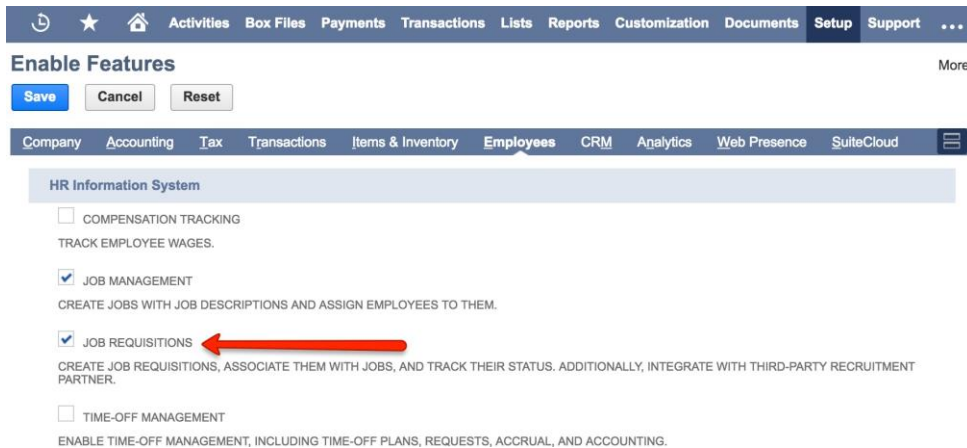 Activities Box Files Payments Transactions Lists Reports Customization Documents Setup Support ...
Enable Features
More
Save Cancel Reset
Company Accounting Tax Transactions Items & Inventory Employees CRM Analytics Web Presence SuiteCloud
HR Information System
COMPENSATION TRACKING
TRACK EMPLOYEE WAGES.
JOB MANAGEMENT
CREATE JOBS WITH JOB DESCRIPTIONS AND ASSIGN EMPLOYEES TO THEM.
JOB REQUISITIONS
CREATE JOB REQUISITIONS, ASSOCIATE THEM WITH JOBS, AND TRACK THEIR STATUS. ADDITIONALLY, INTEGRATE WITH THIRD-PARTY RECRUITMENT
PARTNER.
TIME-OFF MANAGEMENT
ENABLE TIME-OFF MANAGEMENT, INCLUDING TIME-OFF PLANS, REQUESTS, ACCRUAL, AND ACCOUNTING.